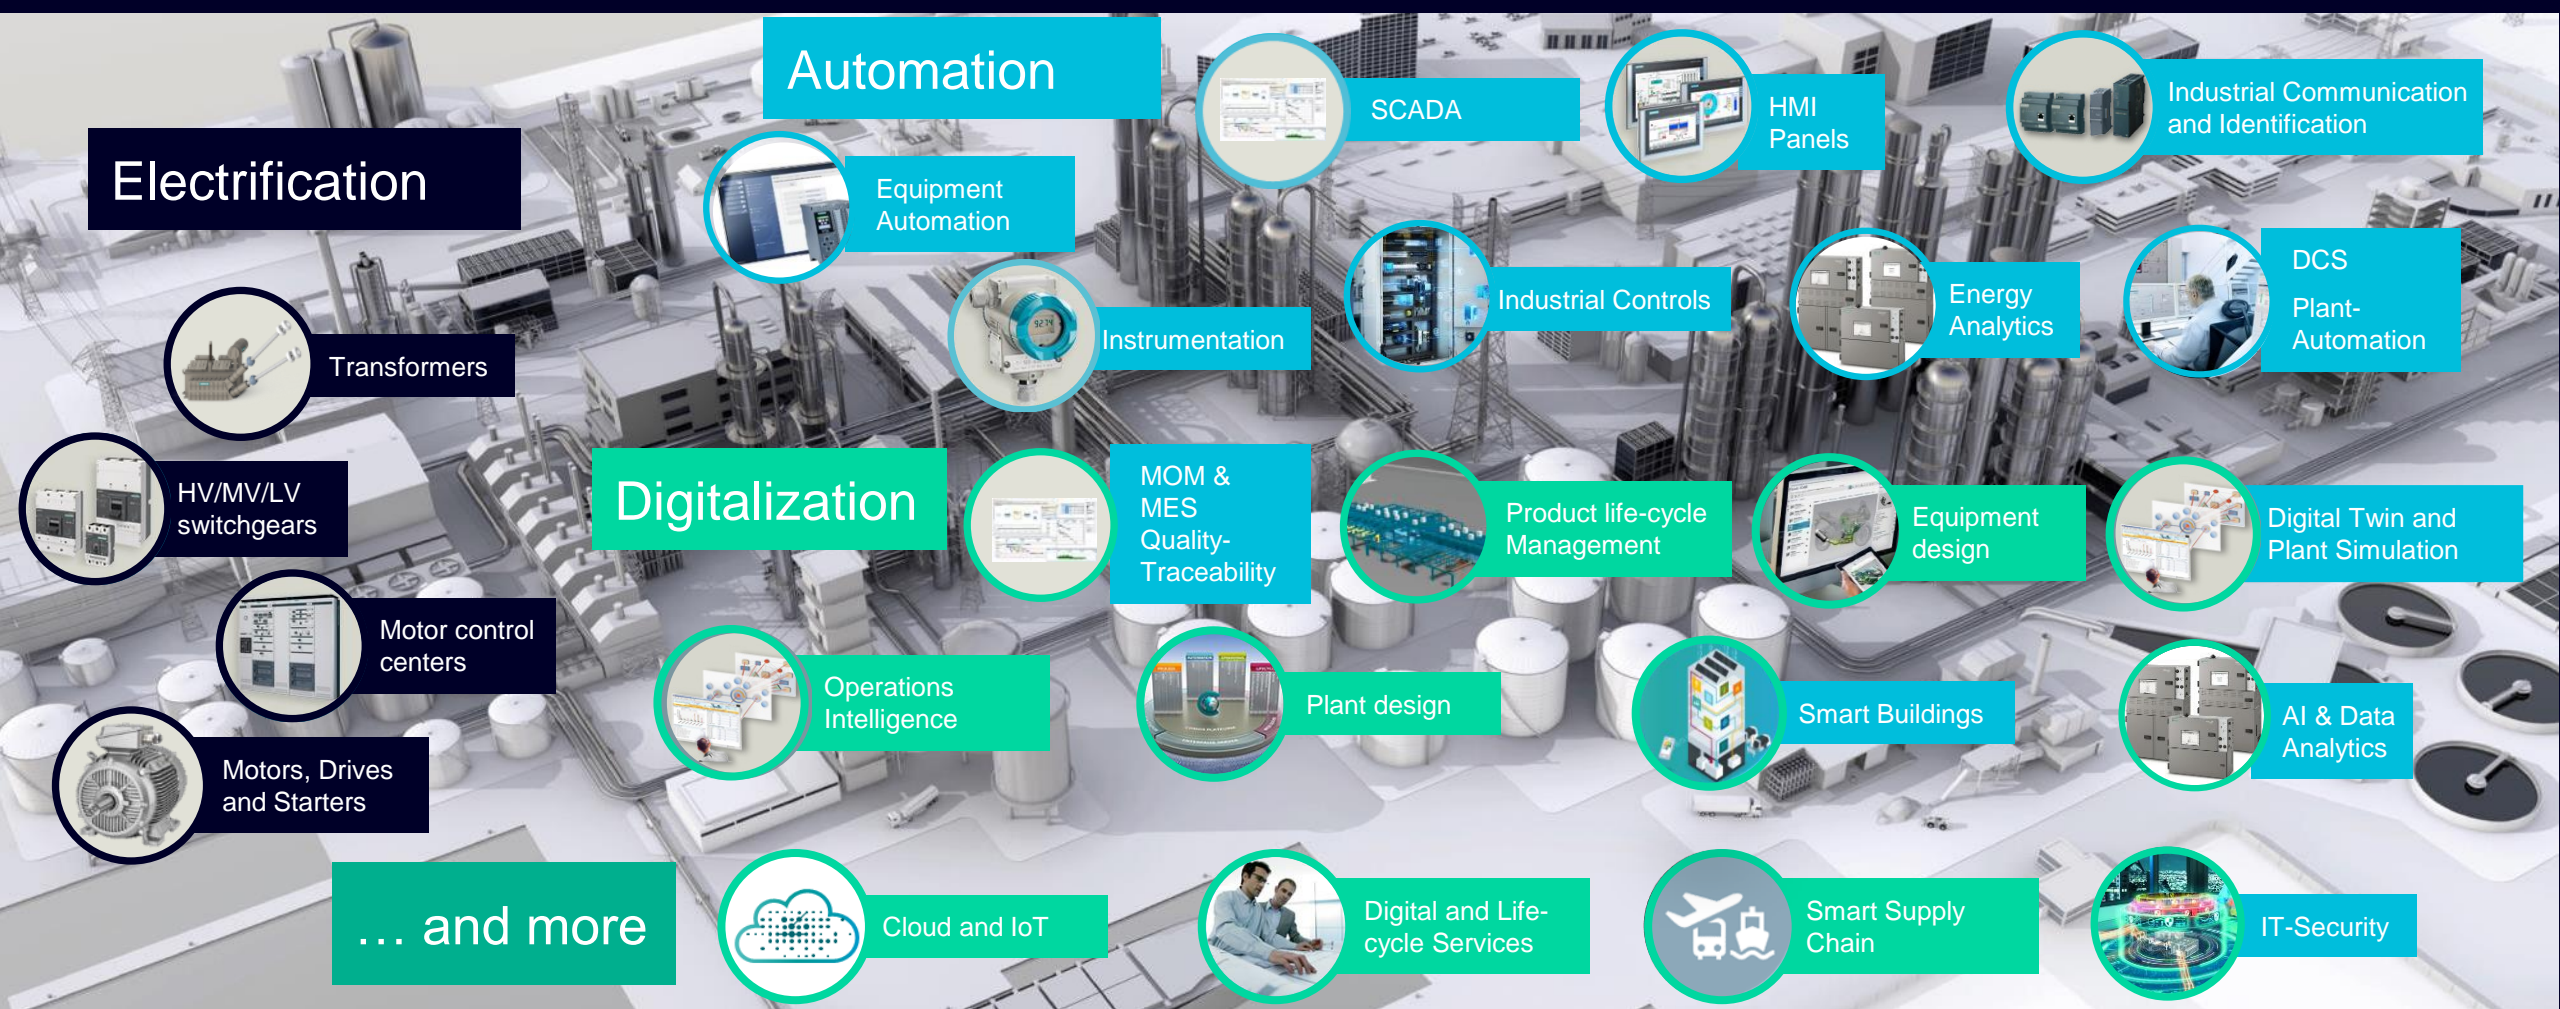 Automation
SCADA
HMI
Panels
Industrial Communication
and Identification
Electrification
Equipment
Automation
Instrumentation
Industrial Controls
Energy
Analytics
DCS
Plant-
Automation
Transformers
HV/MV/LV
switchgears
Motor control
centers
Motors, Drives
and Starters
Digitalization
MOM &
MES
Quality-
Traceability
Product life-cycle
Management
Equipment
design
Digital Twin and
Plant Simulation
Operations
Intelligence
Plant design
Smart Buildings
AI & Data
Analytics
… and more
Cloud and IoT
Digital and Life-
cycle Services
Smart Supply
Chain
IT-Security